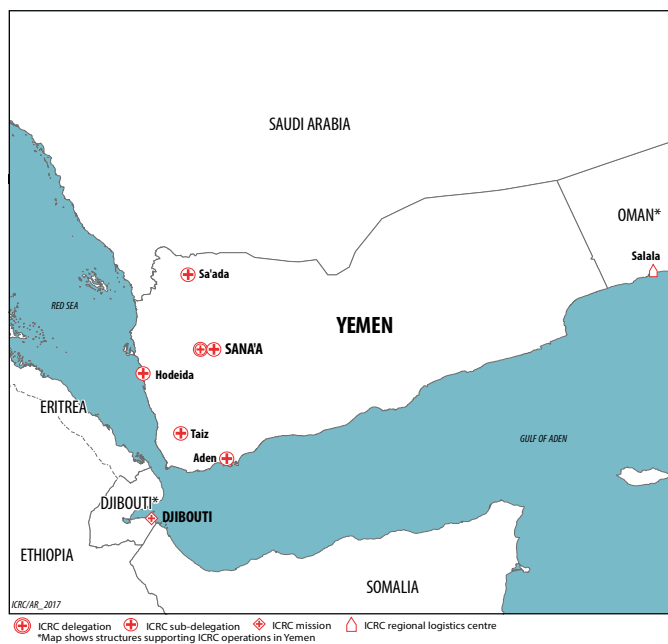 SAUDI ARABIA
OMAN*
Salala
Sa'ada
RED SEA
YEMEN
SANA'A
Hodeida
ERITREA
Taiz
GULF OF ADEN
Aden
DJIBOUTI*
DJIBOUTI
ETHIOPIA
SOMALIA
ICRC/AR_2017
ICRC delegation ICRC sub-delegation ICRC mission ICRC regional logistics centre
*Map shows structures supporting ICRC operations in Yemen